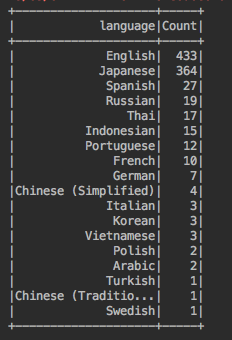 +--------------------+-----+
|            language|Count|
+--------------------+-----+
|             English|  433|
|            Japanese|  364|
|             Spanish|   27|
|             Russian|   19|
|                Thai|   17|
|          Indonesian|   15|
|          Portuguese|   12|
|              French|   10|
|              German|    7|
|Chinese (Simplified)|    4|
|             Italian|    3|
|              Korean|    3|
|          Vietnamese|    3|
|              Polish|    2|
|              Arabic|    2|
|             Turkish|    1|
|Chinese (Traditio...|    1|
|             Swedish|    1|
+--------------------+-----+